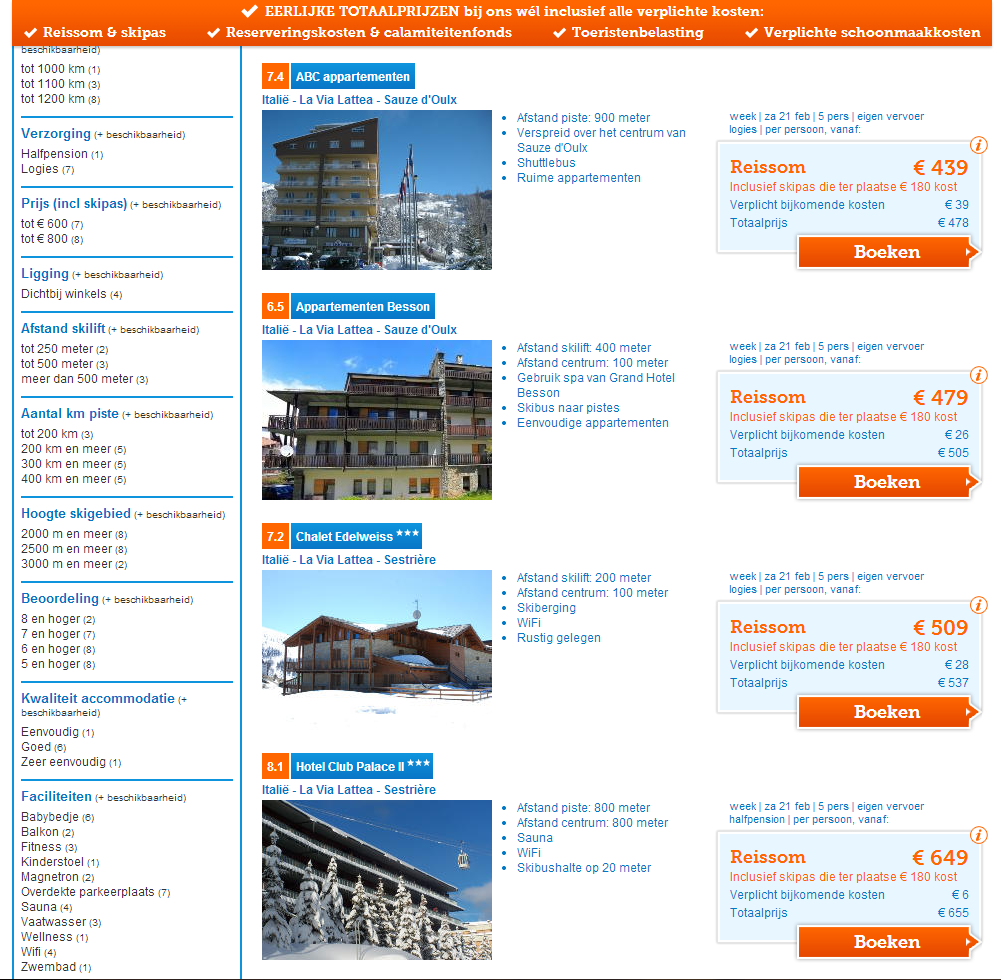 EERLIJKE TOTAALPRIJZEN bij ons wél inclusief alle verplichte kosten:
Reissom & skipas
Reserveringskosten & calamiteitenfonds
Toeristenbelasting
Verplichte schoonmaakkosten
beschikbaarheid)
tot 1000 km (1)
tot 1100 km (3)
tot 1200 km (8)
Verzorging (+ beschikbaarheid)
Halfpension (1)
Logies (7)
Prijs (incl skipas) (+ beschikbaarheid)
tot € 600 (7)
tot € 800 (8)
Ligging (+ beschikbaarheid)
Dichtbij winkels (4)
Afstand skilift (+ beschikbaarheid)
tot 250 meter (2)
tot 500 meter (3)
meer dan 500 meter (3)
Aantal km piste (+ beschikbaarheid)
tot 200 km (3)
200 km en meer (5)
300 km en meer (5)
400 km en meer (5)
Hoogte skigebied (+ beschikbaarheid)
2000 m en meer (8)
2500 m en meer (8)
3000 m en meer (2)
Beoordeling (+ beschikbaarheid)
8 en hoger (2)
7 en hoger (7)
6 en hoger (8)
5 en hoger (8)
Kwaliteit accommodatie (+
beschikbaarheid)
Eenvoudig (1)
Goed (6)
Zeer eenvoudig (1)
Faciliteiten (+ beschikbaarheid)
Babybedje (6)
Balkon (2)
Fitness (3)
Kinderstoel (1)
Magnetron (2)
Overdekte parkeerplaats (7)
Sauna (4)
Vaatwasser (3)
Wellness (1)
Wifi (4)
Zwembad (1)
7.4 ABC appartementen
Italië - La Via Lattea - Sauze d'Oulx
Afstand piste: 900 meter
Verspreid over het centrum van
Sauze d'Oulx
Shuttlebus
Ruime appartementen
week | za 21 feb | 5 pers | eigen vervoer
logies | per persoon, vanaf:
i
Reissom € 439
Inclusief skipas die ter plaatse € 180 kost
Verplicht bijkomende kosten € 39
Totaalprijs € 478
Boeken
6.5 Appartementen Besson
Italië - La Via Lattea - Sauze d'Oulx
Afstand skilift: 400 meter
Afstand centrum: 100 meter
Gebruik spa van Grand Hotel
Besson
Skibus naar pistes
Eenvoudige appartementen
week | za 21 feb | 5 pers | eigen vervoer
logies | per persoon, vanaf:
i
Reissom € 479
Inclusief skipas die ter plaatse € 180 kost
Verplicht bijkomende kosten € 26
Totaalprijs € 505
Boeken
7.2 Chalet Edelweiss ★★★
Italië - La Via Lattea - Sestrière
Afstand skilift: 200 meter
Afstand centrum: 100 meter
Skiberging
WiFi
Rustig gelegen
week | za 21 feb | 5 pers | eigen vervoer
logies | per persoon, vanaf:
i
Reissom € 509
Inclusief skipas die ter plaatse € 180 kost
Verplicht bijkomende kosten € 28
Totaalprijs € 537
Boeken
8.1 Hotel Club Palace II ★★★
Italië - La Via Lattea - Sestrière
Afstand piste: 800 meter
Afstand centrum: 800 meter
Sauna
WiFi
Skibushalte op 20 meter
week | za 21 feb | 5 pers | eigen vervoer
halfpension | per persoon, vanaf:
i
Reissom € 649
Inclusief skipas die ter plaatse € 180 kost
Verplicht bijkomende kosten € 6
Totaalprijs € 655
Boeken